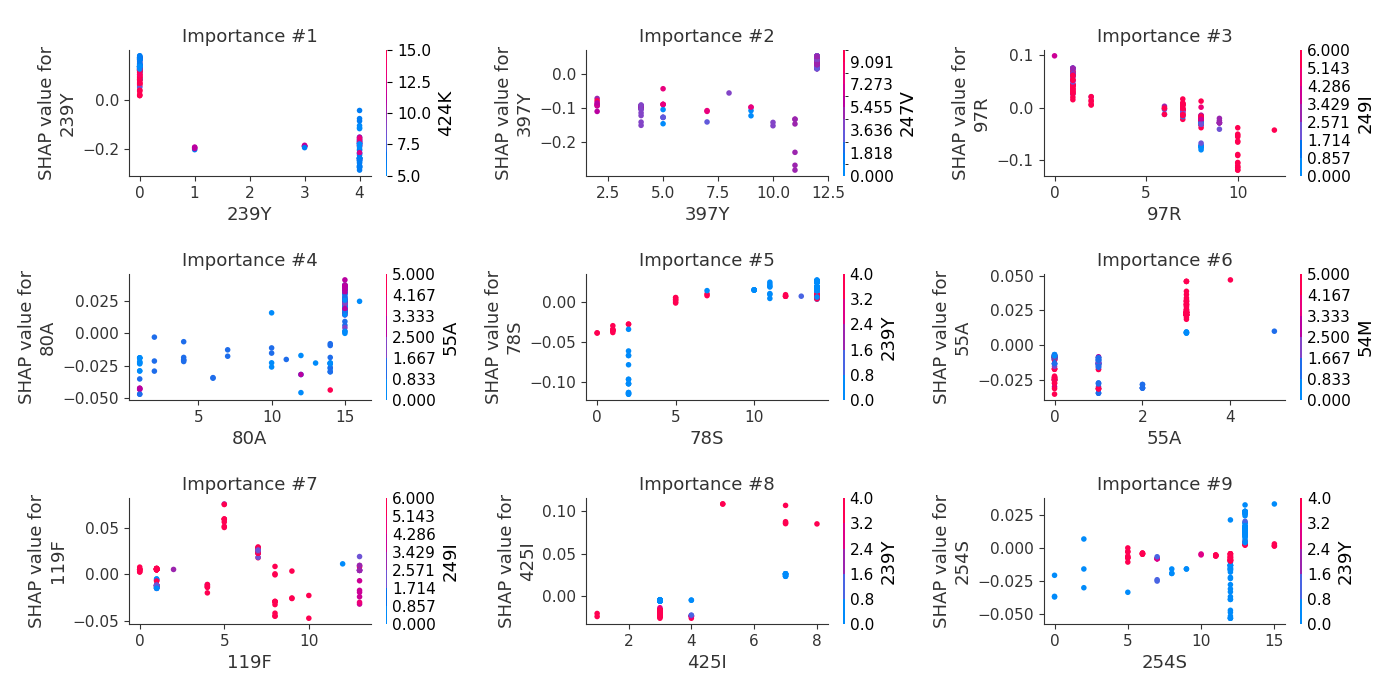 Importance #1
SHAP value for
239Y
0.0
−0.2
0
1
2
3
4
239Y
15.0
12.5
10.0
7.5
5.0
424K
Importance #2
SHAP value for
397Y
0.0
−0.1
−0.2
2.5
5.0
7.5
10.0
12.5
397Y
9.091
7.273
5.455
3.636
1.818
0.000
247V
Importance #3
SHAP value for
97R
0.1
0.0
−0.1
0
5
10
97R
6.000
5.143
4.286
3.429
2.571
1.714
0.857
0.000
249I
Importance #4
SHAP value for
80A
0.025
0.000
−0.025
−0.050
5
10
15
80A
5.000
4.167
3.333
2.500
1.667
0.833
0.000
55A
Importance #5
SHAP value for
78S
0.00
−0.05
−0.10
0
5
10
78S
4.0
3.2
2.4
1.6
0.8
0.0
239Y
Importance #6
SHAP value for
55A
0.050
0.025
0.000
−0.025
0
2
4
55A
5.000
4.167
3.333
2.500
1.667
0.833
0.000
54M
Importance #7
SHAP value for
119F
0.05
0.00
−0.05
0
5
10
119F
6.000
5.143
4.286
3.429
2.571
1.714
0.857
0.000
249I
Importance #8
SHAP value for
425I
0.10
0.05
0.00
2
4
6
8
425I
4.0
3.2
2.4
1.6
0.8
0.0
239Y
Importance #9
SHAP value for
254S
0.025
0.000
−0.025
−0.050
0
5
10
15
254S
4.0
3.2
2.4
1.6
0.8
0.0
239Y